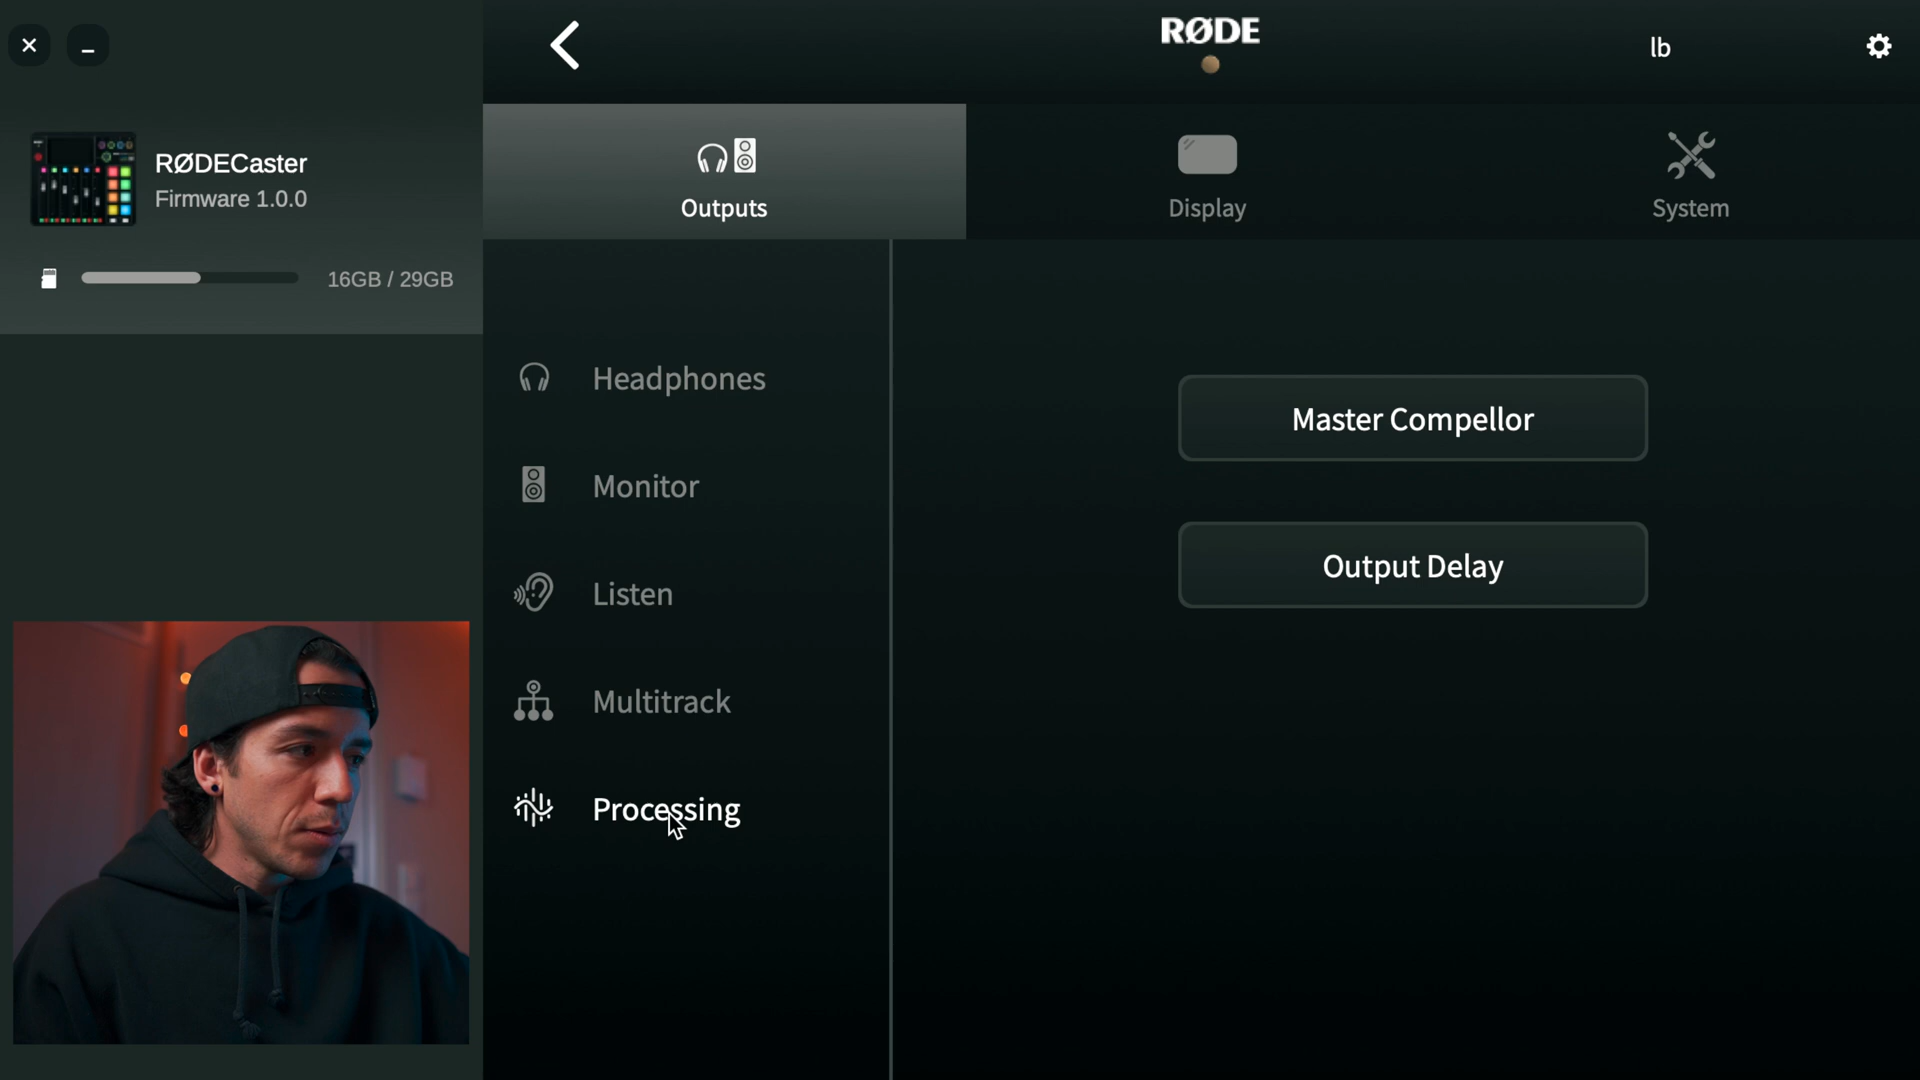 RØDE
lb
RØDECaster
Firmware 1.0.0
16GB / 29GB
Outputs
Display
System
Headphones
Monitor
Listen
Multitrack
Processing
Master Compellor
Output Delay